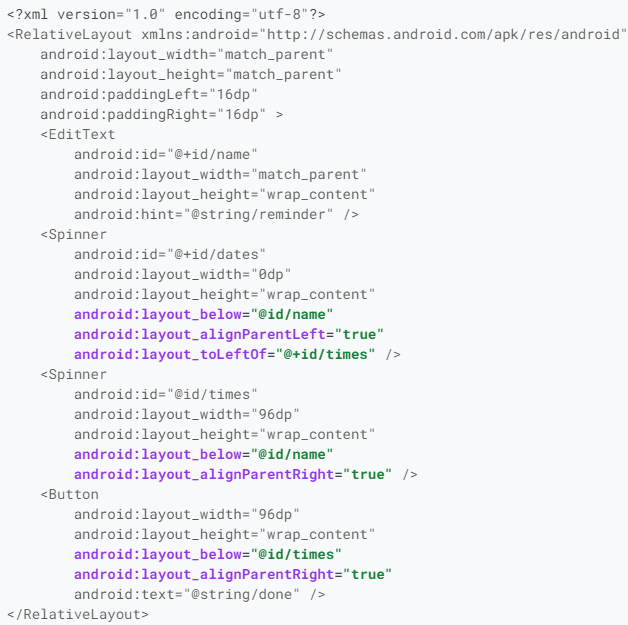 <?xml version="1.0" encoding="utf-8"?>
<RelativeLayout xmlns:android="http://schemas.android.com/apk/res/android"
    android:layout_width="match_parent"
    android:layout_height="match_parent"
    android:paddingLeft="16dp"
    android:paddingRight="16dp" >
    <EditText
        android:id="@+id/name"
        android:layout_width="match_parent"
        android:layout_height="wrap_content"
        android:hint="@string/reminder" />
    <Spinner
        android:id="@+id/dates"
        android:layout_width="0dp"
        android:layout_height="wrap_content"
        android:layout_below="@id/name"
        android:layout_alignParentLeft="true"
        android:layout_toLeftOf="@+id/times" />
    <Spinner
        android:id="@id/times"
        android:layout_width="96dp"
        android:layout_height="wrap_content"
        android:layout_below="@id/name"
        android:layout_alignParentRight="true" />
    <Button
        android:layout_width="96dp"
        android:layout_height="wrap_content"
        android:layout_below="@id/times"
        android:layout_alignParentRight="true"
        android:text="@string/done" />
</RelativeLayout>